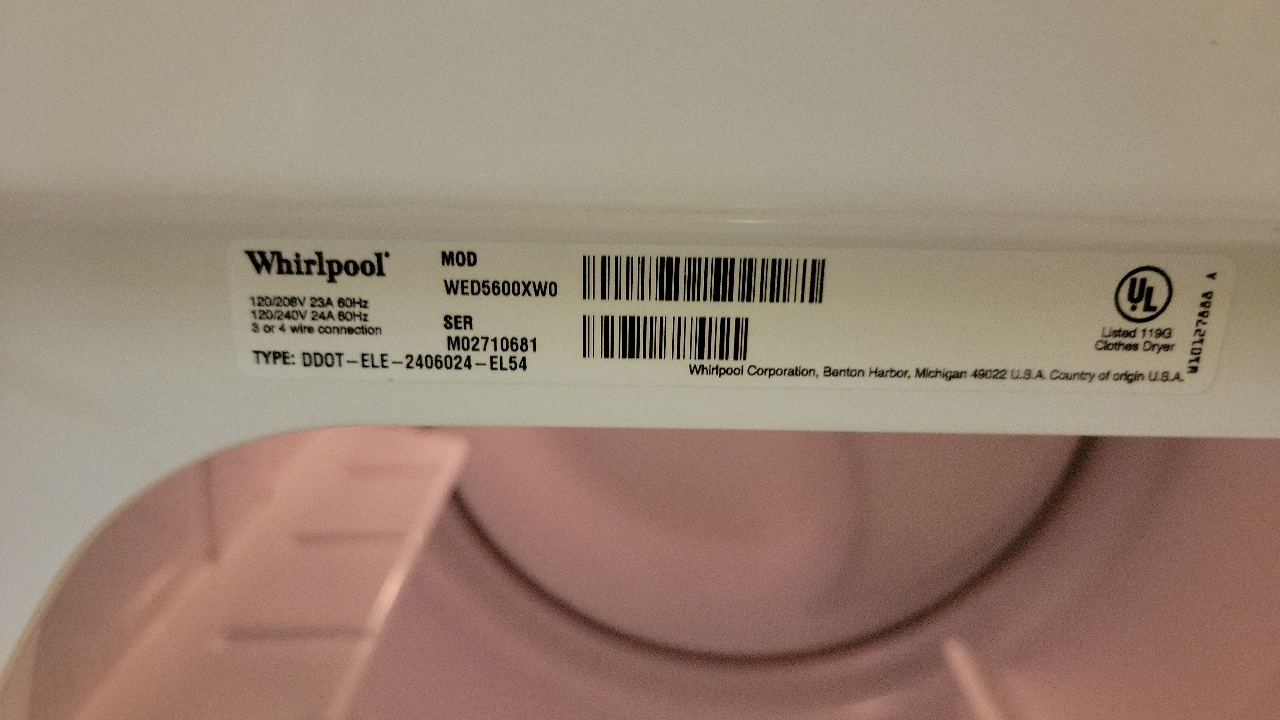 Whirlpool
120/208V 23A 60Hz
120/240V 24A 60Hz
3 or 4 wire connection
TYPE: DDOT-ELE-2406024-EL54
MOD
WED5600XW0
SER
M02710681
UL
Listed 119G
Clothes Dryer
W10127888 A
Whirlpool Corporation, Benton Harbor, Michigan 49022 U.S.A. Country of origin U.S.A.